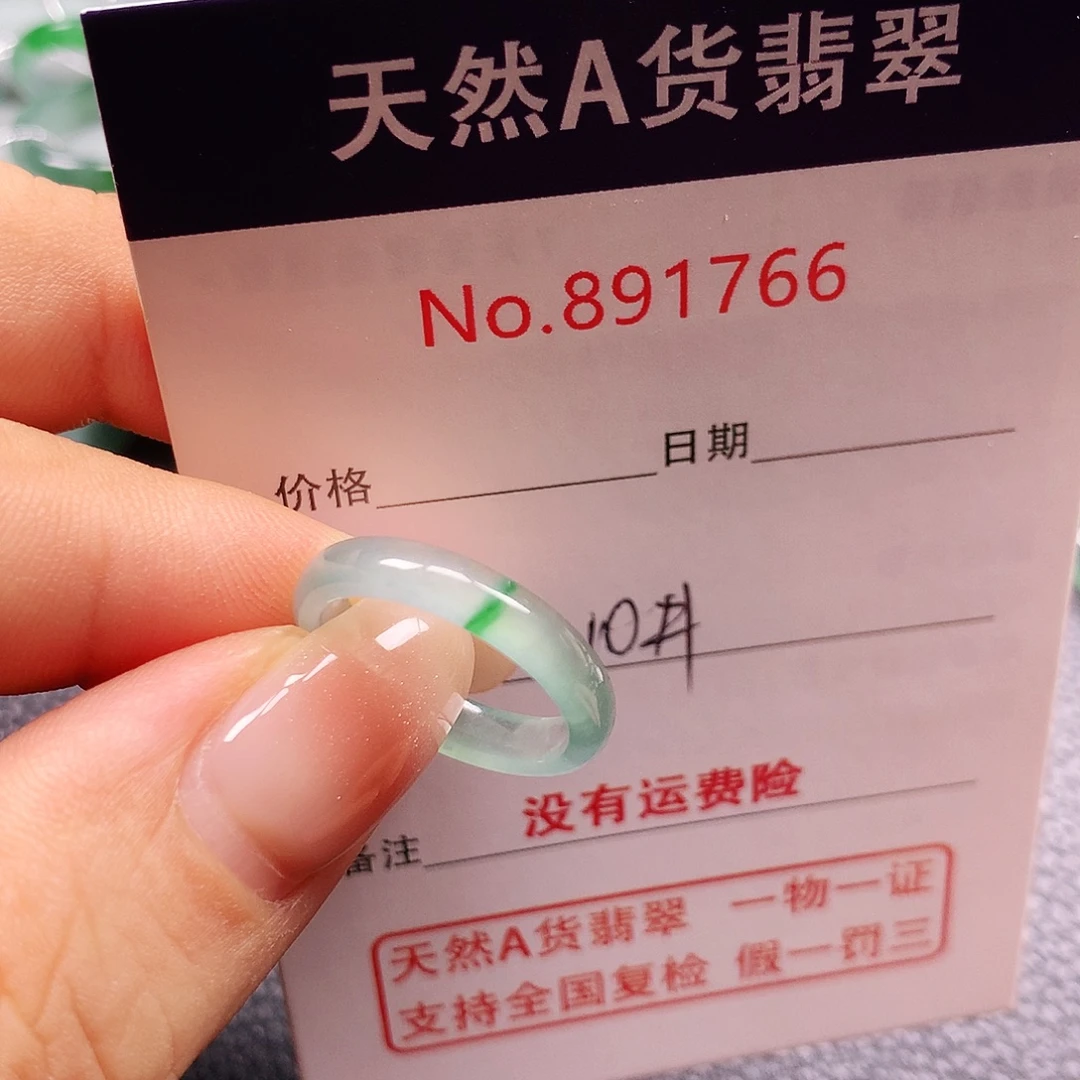 天然A货翡翠
No.891766
价格 日期
10#
没有运费险
备注
天然A货翡翠 一物一证
支持全国复检 假一罚三